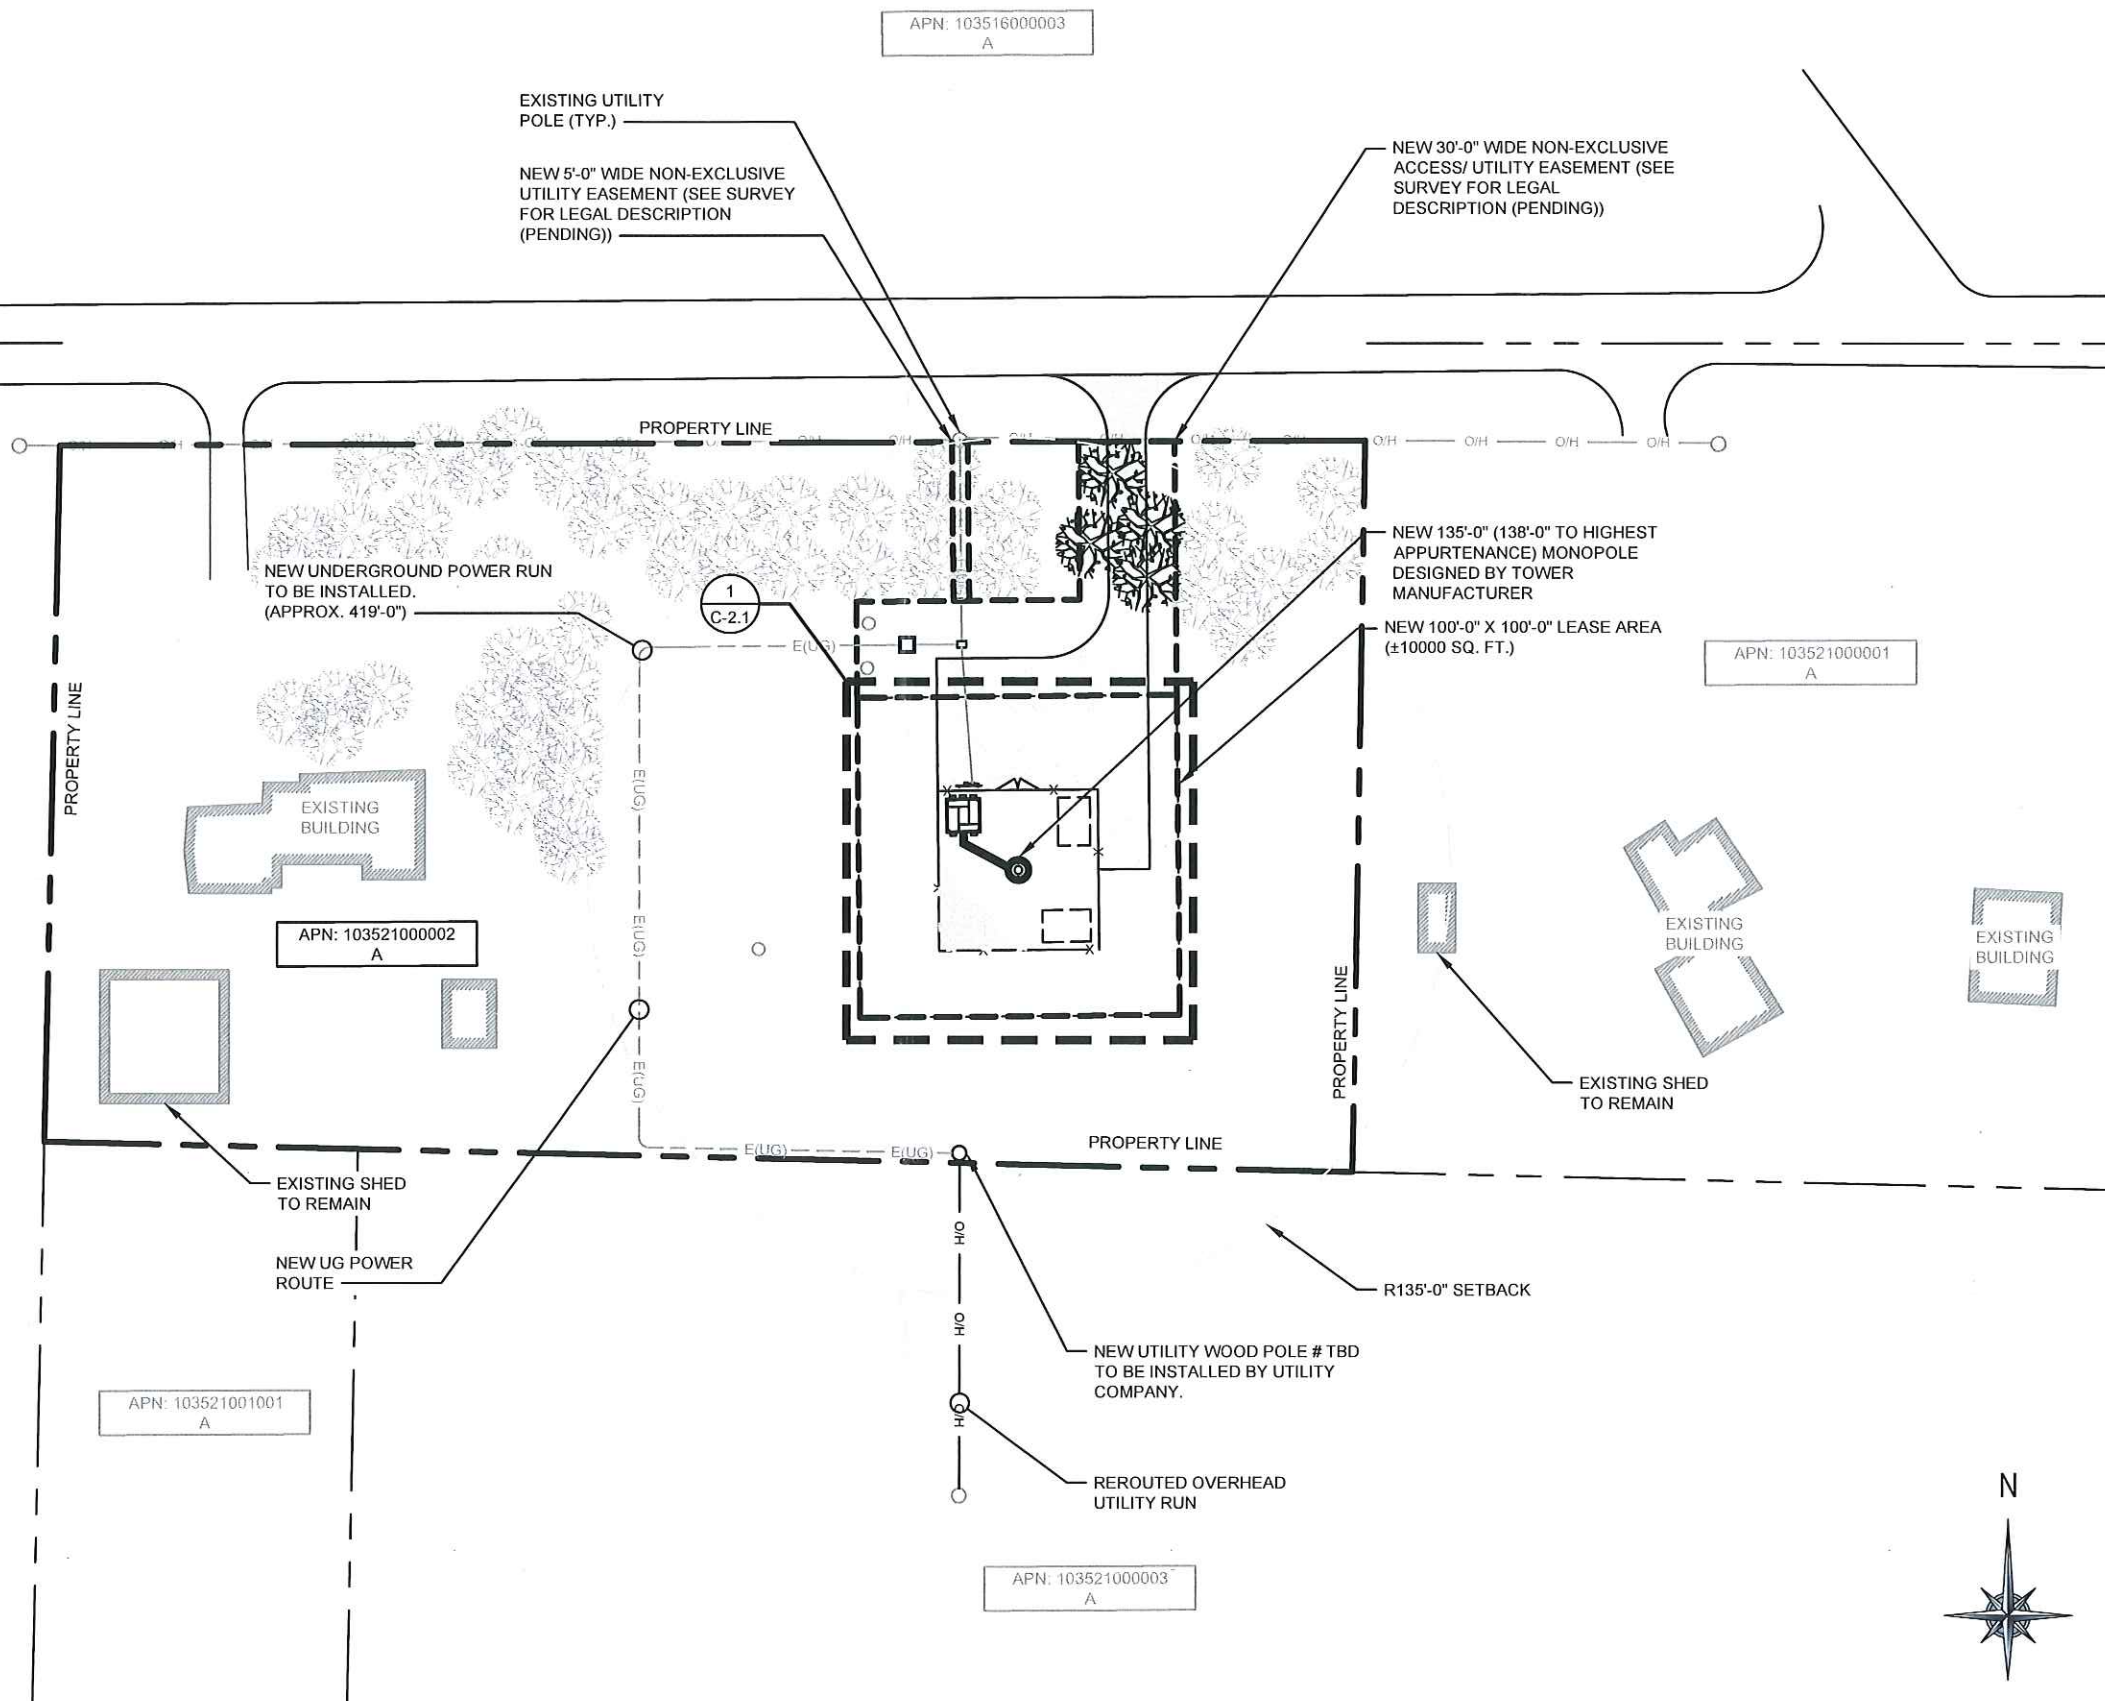 APN: 103516000003
A
EXISTING UTILITY
POLE (TYP.)
NEW 5'-0" WIDE NON-EXCLUSIVE
UTILITY EASEMENT (SEE SURVEY
FOR LEGAL DESCRIPTION
(PENDING))
NEW 30'-0" WIDE NON-EXCLUSIVE
ACCESS/ UTILITY EASEMENT (SEE
SURVEY FOR LEGAL
DESCRIPTION (PENDING))
PROPERTY LINE
O/H
O/H
O/H
O/H
O/H
O/H
O/H
O/H
O/H
O/H
O/H
NEW UNDERGROUND POWER RUN
TO BE INSTALLED.
(APPROX. 419'-0")
1
C-2.1
E(UG)
NEW 135'-0" (138'-0" TO HIGHEST
APPURTENANCE) MONOPOLE
DESIGNED BY TOWER
MANUFACTURER
NEW 100'-0" X 100'-0" LEASE AREA
(±10000 SQ. FT.)
APN: 103521000001
A
PROPERTY LINE
EXISTING
BUILDING
E(UG)
E(UG)
E(UG)
APN: 103521000002
A
EXISTING
BUILDING
EXISTING
BUILDING
PROPERTY LINE
EXISTING SHED
TO REMAIN
E(UG)
E(UG)
PROPERTY LINE
EXISTING SHED
TO REMAIN
NEW UG POWER
ROUTE
O/H
O/H
O/H
R135'-0" SETBACK
NEW UTILITY WOOD POLE # TBD
TO BE INSTALLED BY UTILITY
COMPANY.
APN: 103521001001
A
REROUTED OVERHEAD
UTILITY RUN
N
APN: 103521000003
A